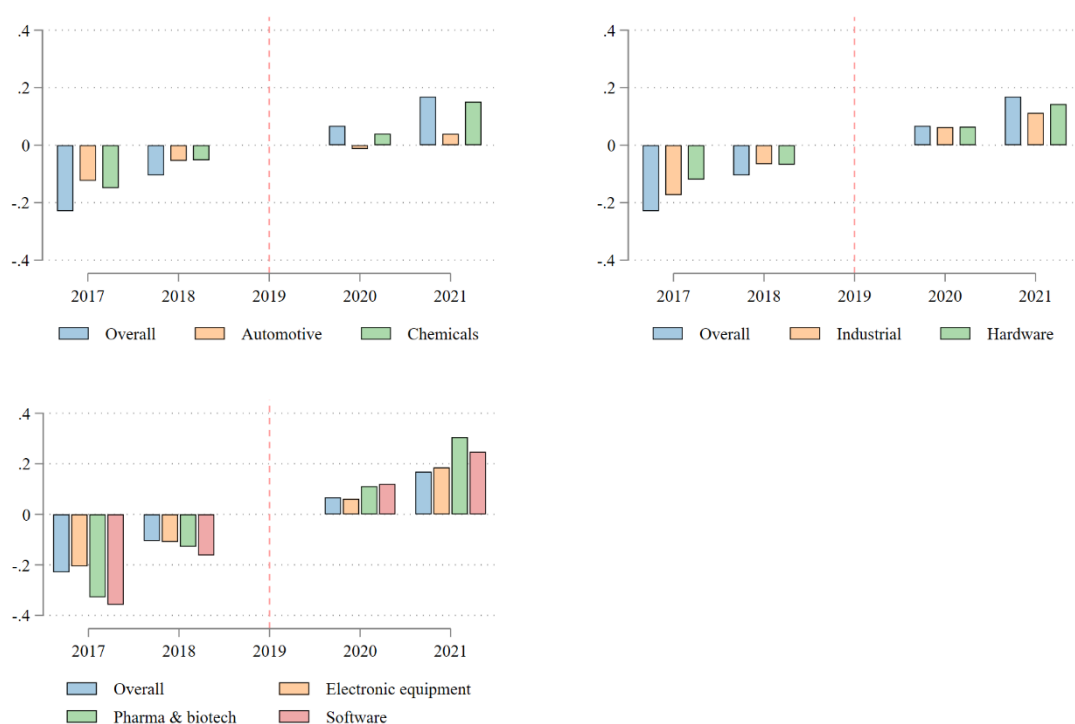 .4
.2
0
-.2
-.4
2017 2018 2019 2020 2021
Overall Automotive Chemicals
.4
.2
0
-.2
-.4
2017 2018 2019 2020 2021
Overall Industrial Hardware
.4
.2
0
-.2
-.4
2017 2018 2019 2020 2021
Overall Electronic equipment
Pharma & biotech Software